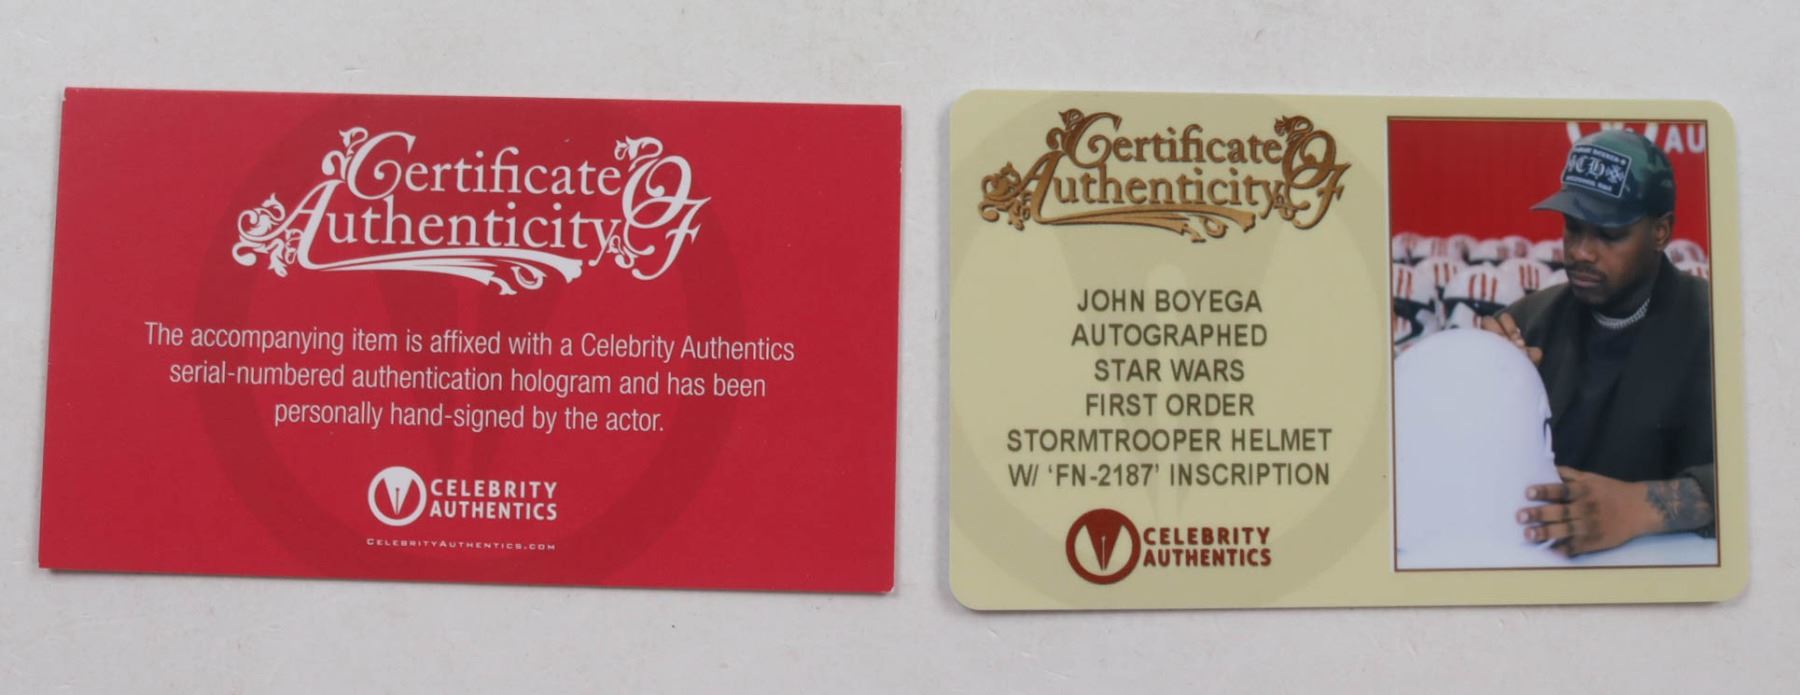 Certificate Of
Authenticity
The accompanying item is affixed with a Celebrity Authentics
serial-numbered authentication hologram and has been
personally hand-signed by the actor.
CELEBRITY
AUTHENTICS
CELEBRITYAUTHENTICS.COM
Certificate Of
Authenticity
JOHN BOYEGA
AUTOGRAPHED
STAR WARS
FIRST ORDER
STORMTROOPER HELMET
W/ ‘FN-2187’ INSCRIPTION
CELEBRITY
AUTHENTICS
AU
CH